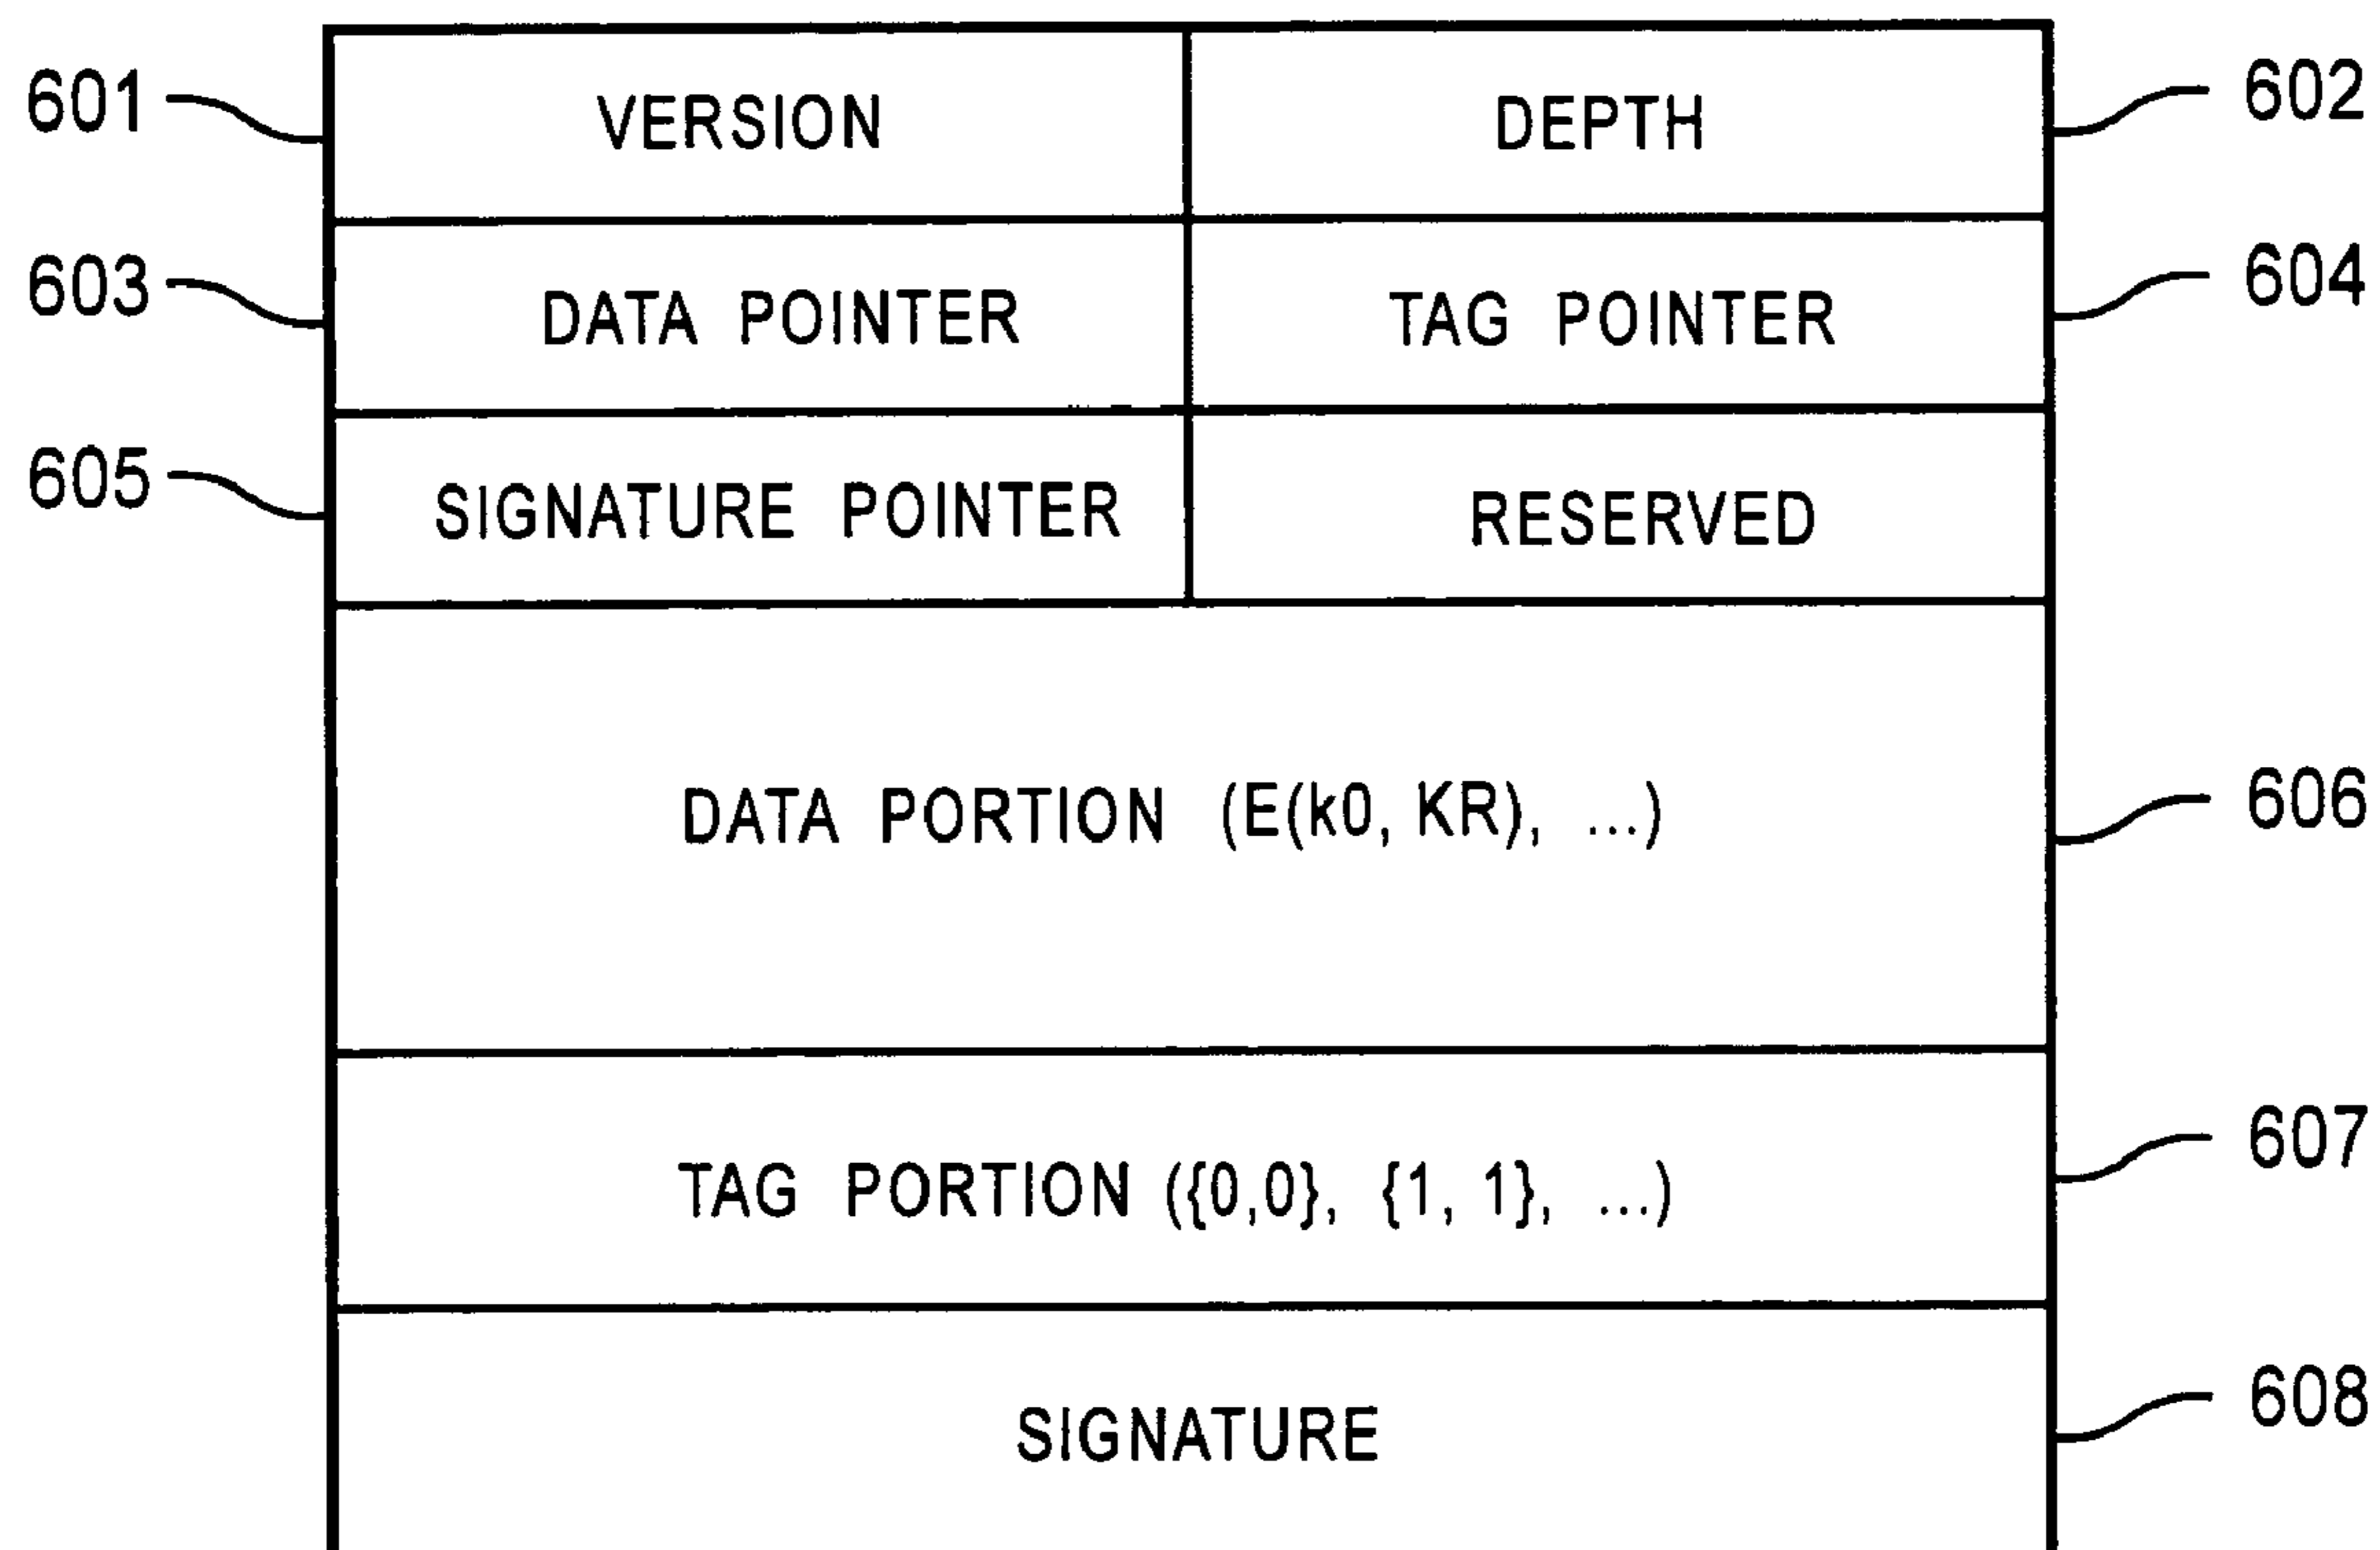 601 VERSION DEPTH 602
603 DATA POINTER TAG POINTER 604
605 SIGNATURE POINTER RESERVED
DATA PORTION (E(k0, KR), ...) 606
TAG PORTION ({0,0}, {1, 1}, ...) 607
SIGNATURE 608